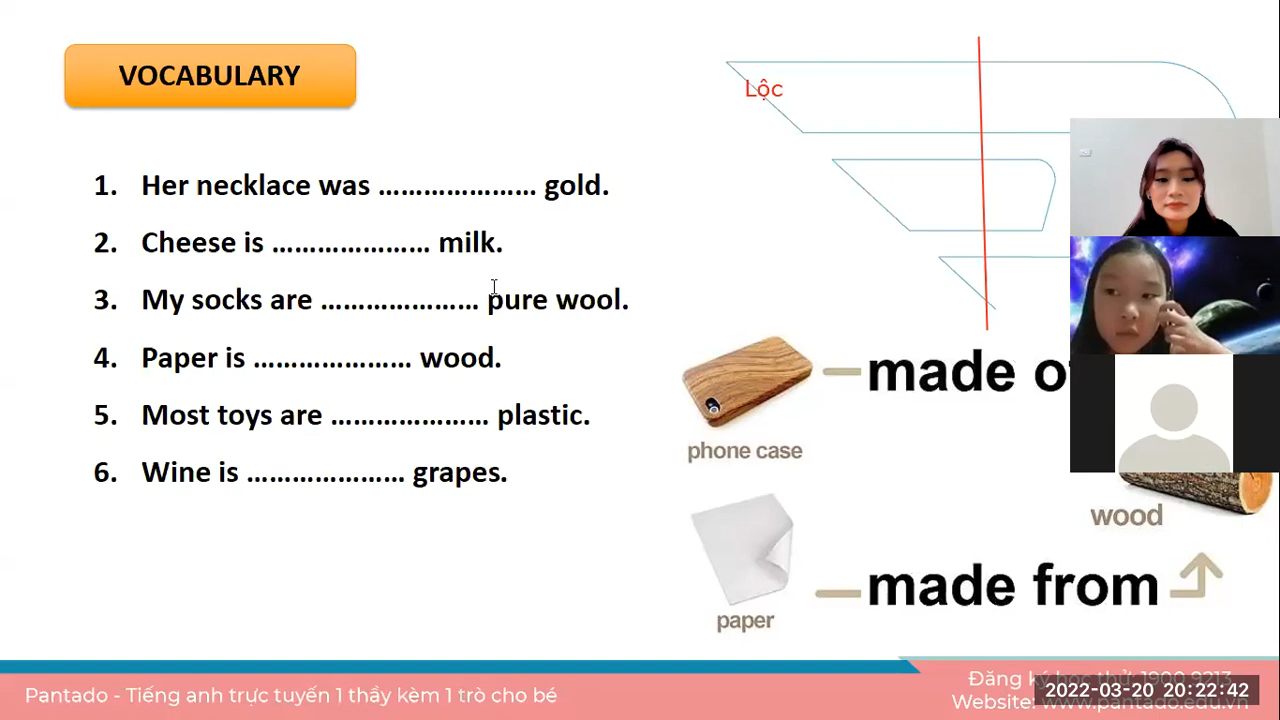 VOCABULARY
Lộc
1. Her necklace was ………………… gold.
2. Cheese is ………………… milk.
3. My socks are ………………… pure wool.
4. Paper is ………………… wood.
5. Most toys are ………………… plastic.
6. Wine is ………………… grapes.
made o
phone case
wood
made from
paper
Pantado - Tiếng anh trực tuyến 1 thầy kèm 1 trò cho bé
Đăng ký học thử: 1900 9213
Website: www.pantado.edu.vn
2022-03-20 20:22:42